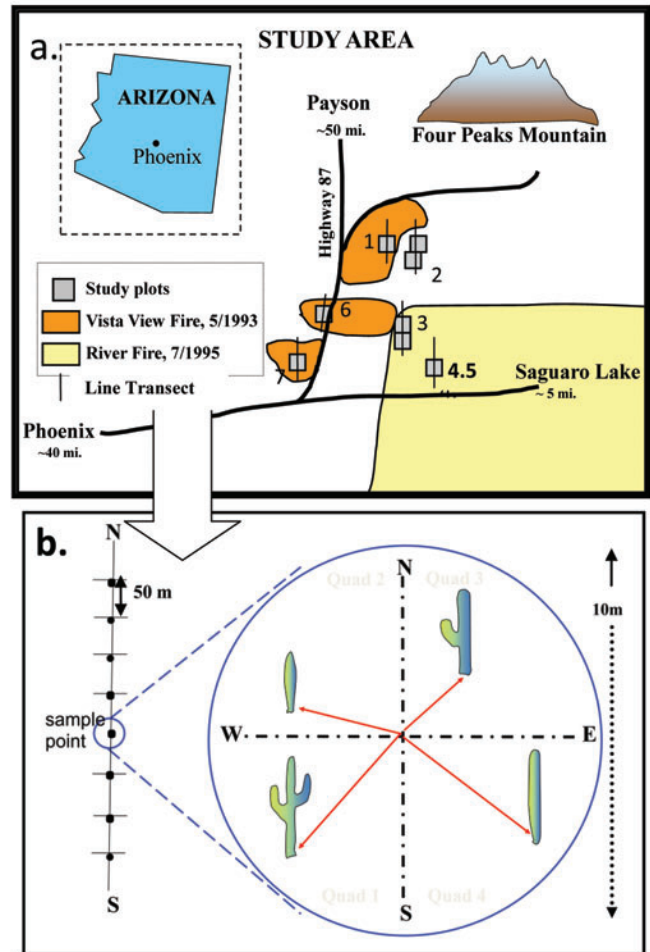 a.
STUDY AREA
ARIZONA
Phoenix
Payson
~50 mi.
Four Peaks Mountain
Highway 87
1
2
Study plots
Vista View Fire, 5/1993
River Fire, 7/1995
Line Transect
6
3
7
4.5
Saguaro Lake
~ 5 mi.
Phoenix
~40 mi.
b.
N
50 m
sample
point
S
Quad 2
N
Quad 3
W
E
Quad 1
S
Quad 4
10m